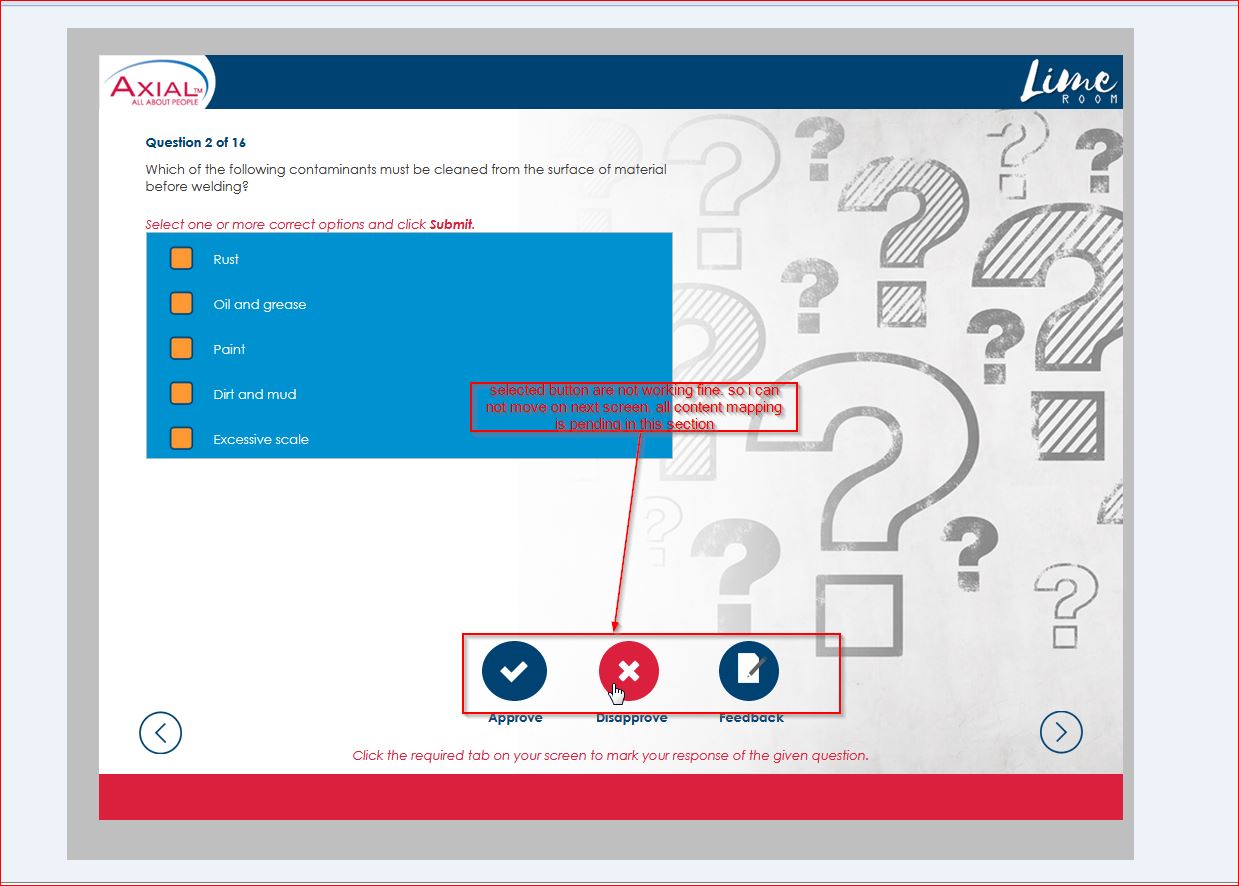 AXIAL™
ALL ABOUT PEOPLE
Lime
ROOM
Question 2 of 16
Which of the following contaminants must be cleaned from the surface of material
before welding?
Select one or more correct options and click Submit.
Rust
Oil and grease
Paint
Dirt and mud
Excessive scale
selected button are not working fine. so i can
not move on next screen. all content mapping
is pending in this section
Approve
Disapprove
Feedback
Click the required tab on your screen to mark your response of the given question.